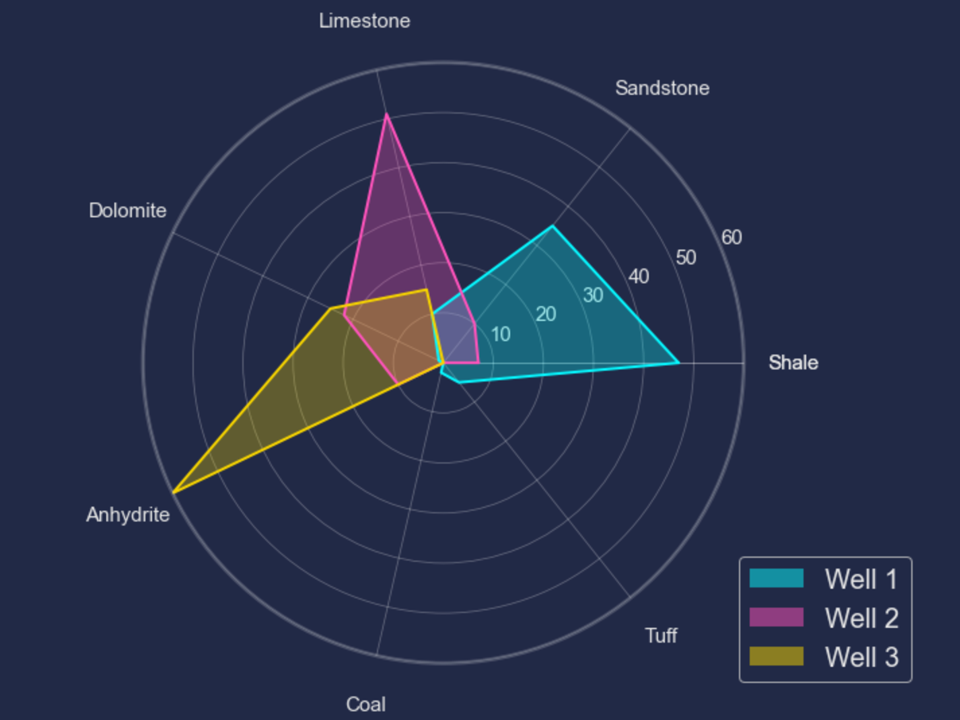 Limestone
Sandstone
Dolomite
60
50
40
30
20
10
Shale
Anhydrite
Tuff
Coal
Well 1
Well 2
Well 3